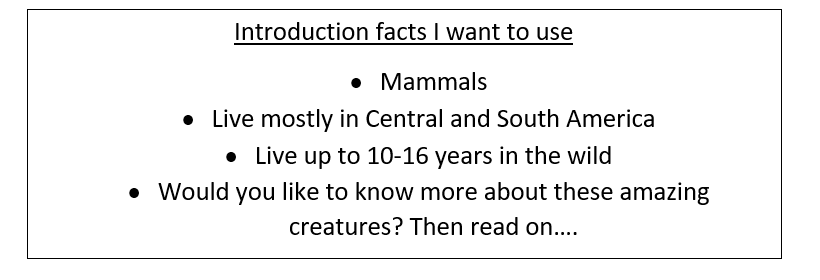 Introduction facts I want to use
• Mammals
• Live mostly in Central and South America
• Live up to 10-16 years in the wild
• Would you like to know more about these amazing
creatures? Then read on....